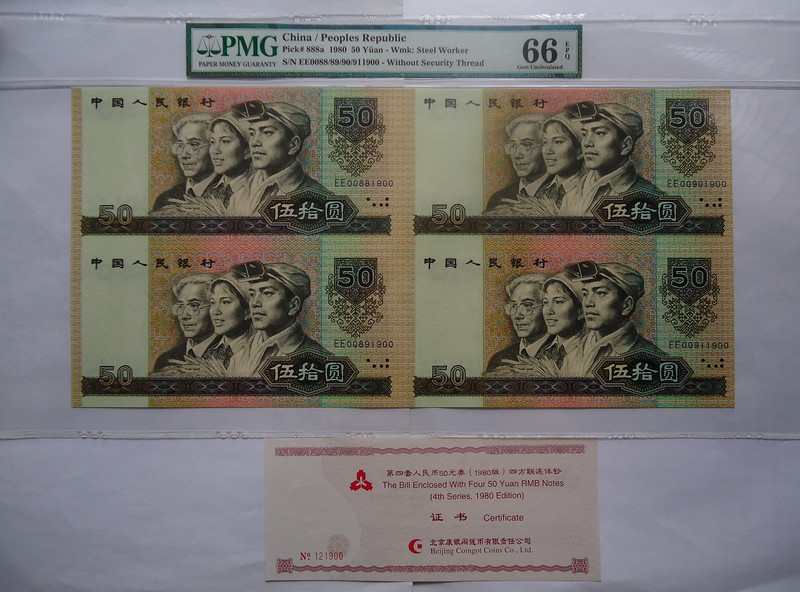 PMG
PAPER MONEY GUARANTY
China / Peoples Republic
Pick# 888a 1980 50 Yüan - Wmk: Steel Worker
S/N EE0088/89/90/911900 - Without Security Thread
66 EPQ
Gem Uncirculated
中国人民银行
50
EE00881900
50
伍拾圆
中国人民银行
50
EE00901900
50
伍拾圆
中国人民银行
50
EE00891900
50
伍拾圆
中国人民银行
50
EE00911900
50
伍拾圆
第四套人民币50元券（1980版）四方联连体钞
The Bill Enclosed With Four 50 Yuan RMB Notes
(4th Series, 1980 Edition)
证书 Certificate
北京康银阁钱币有限责任公司
Beijing Coingot Coins Co., Ltd.
№ 121900